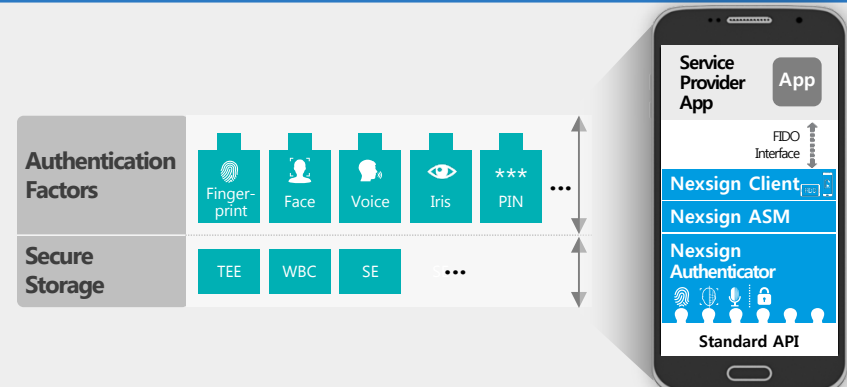 Authentication
Factors
Finger-
print
Face
Voice
Iris
***
PIN
...
Secure
Storage
TEE
WBC
SE
...
Service
Provider
App
App
FIDO
Interface
Nexsign Client
Nexsign ASM
Nexsign
Authenticator
Standard API